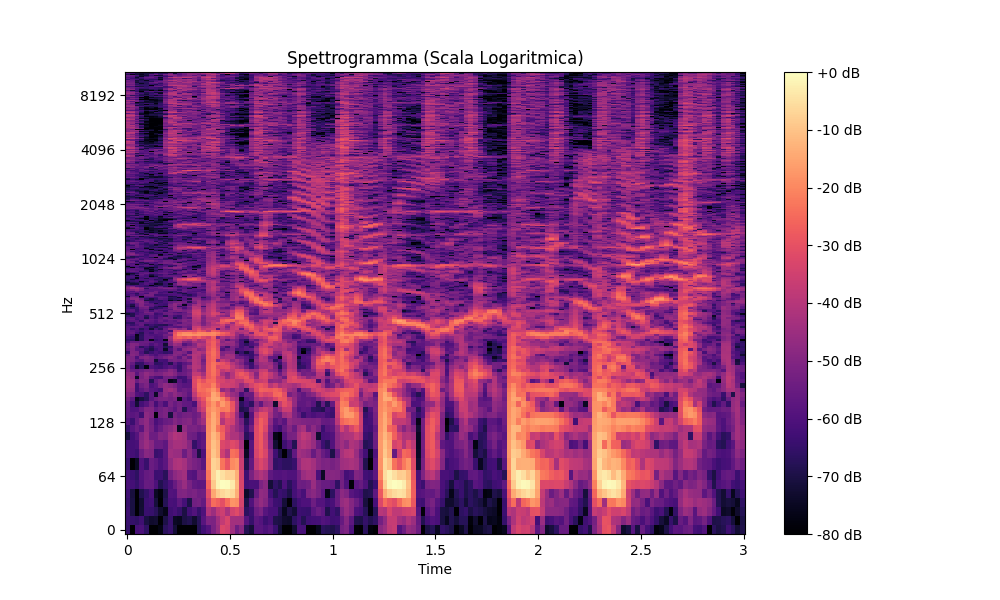 Spettrogramma (Scala Logaritmica)
Hz
8192
4096
2048
1024
512
256
128
64
0
0
0.5
1
1.5
2
2.5
3
Time
+0 dB
-10 dB
-20 dB
-30 dB
-40 dB
-50 dB
-60 dB
-70 dB
-80 dB